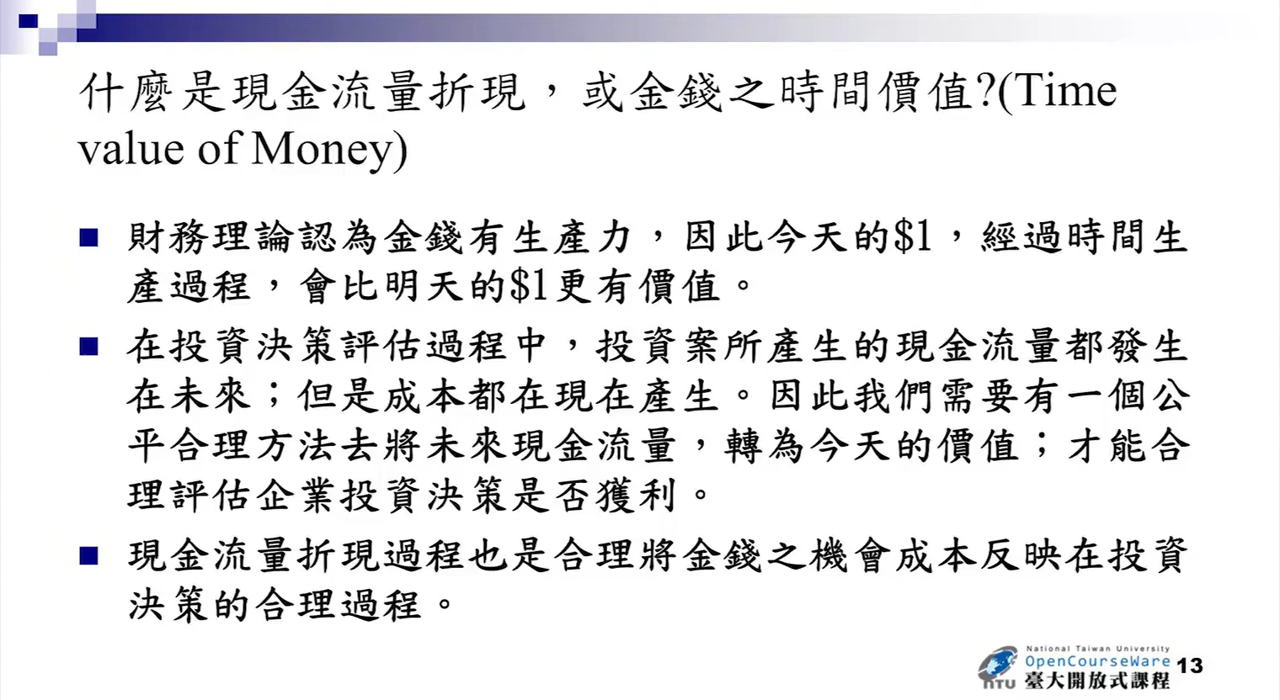 什麼是現金流量折現，或金錢之時間價值?(Time
value of Money)
財務理論認為金錢有生產力，因此今天的$1，經過時間生
產過程，會比明天的$1更有價值。
在投資決策評估過程中，投資案所產生的現金流量都發生
在未來；但是成本都在現在產生。因此我們需要有一個公
平合理方法去將未來現金流量，轉為今天的價值；才能合
理評估企業投資決策是否獲利。
現金流量折現過程也是合理將金錢之機會成本反映在投資
決策的合理過程。
National Taiwan University
OpenCourseWare
NTU 臺大開放式課程
13